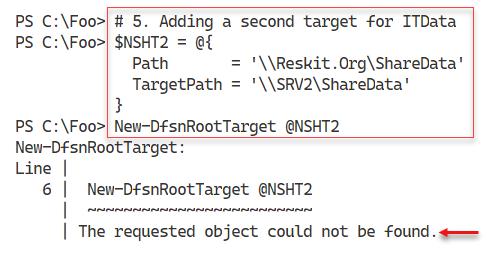 PS C:\Foo> # 5. Adding a second target for ITData
PS C:\Foo> $NSHT2 = @{
  Path       = '\\Reskit.Org\ShareData'
  TargetPath = '\\SRV2\ShareData'
}
PS C:\Foo> New-DfsnRootTarget @NSHT2
New-DfsnRootTarget:
Line |
   6 |  New-DfsnRootTarget @NSHT2
     |  ~~~~~~~~~~~~~~~~~~~~~~~~~
     | The requested object could not be found.